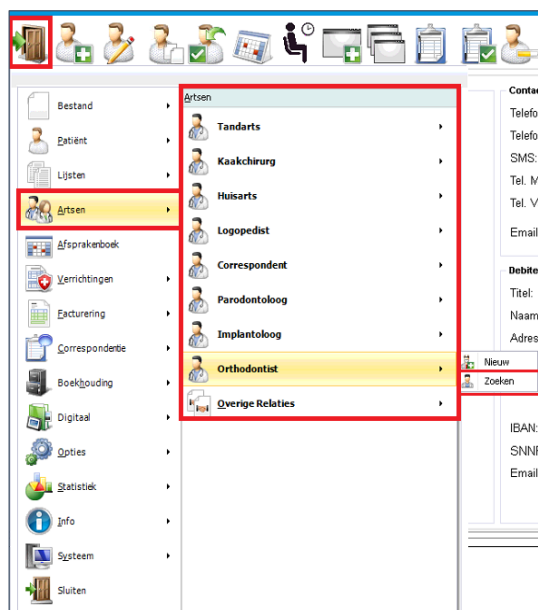 Bestand
Patiënt
Lijsten
Artsen
Afsprakenboek
Verrichtingen
Facturering
Correspondentie
Boekhouding
Digitaal
Opties
Statistiek
Info
Systeem
Sluiten
Artsen
Tandarts
Kaakchirurg
Huisarts
Logopedist
Correspondent
Parodontoloog
Implantoloog
Orthodontist
Overige Relaties
Nieuw
Zoeken
Contac
Telefo
Telefo
SMS:
Tel. M
Tel. V
Email
Debite
Titel:
Naam
Adres
IBAN:
SNNF
Email